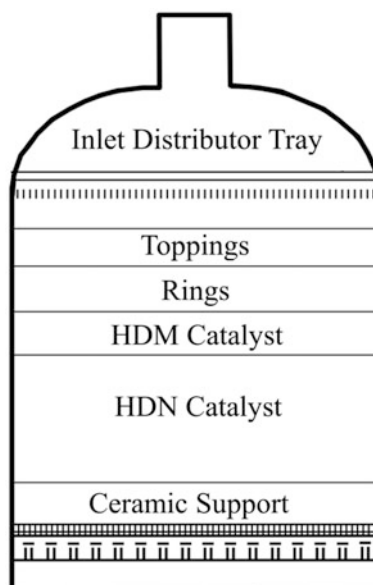 Inlet Distributor Tray
Toppings
Rings
HDM Catalyst
HDN Catalyst
Ceramic Support